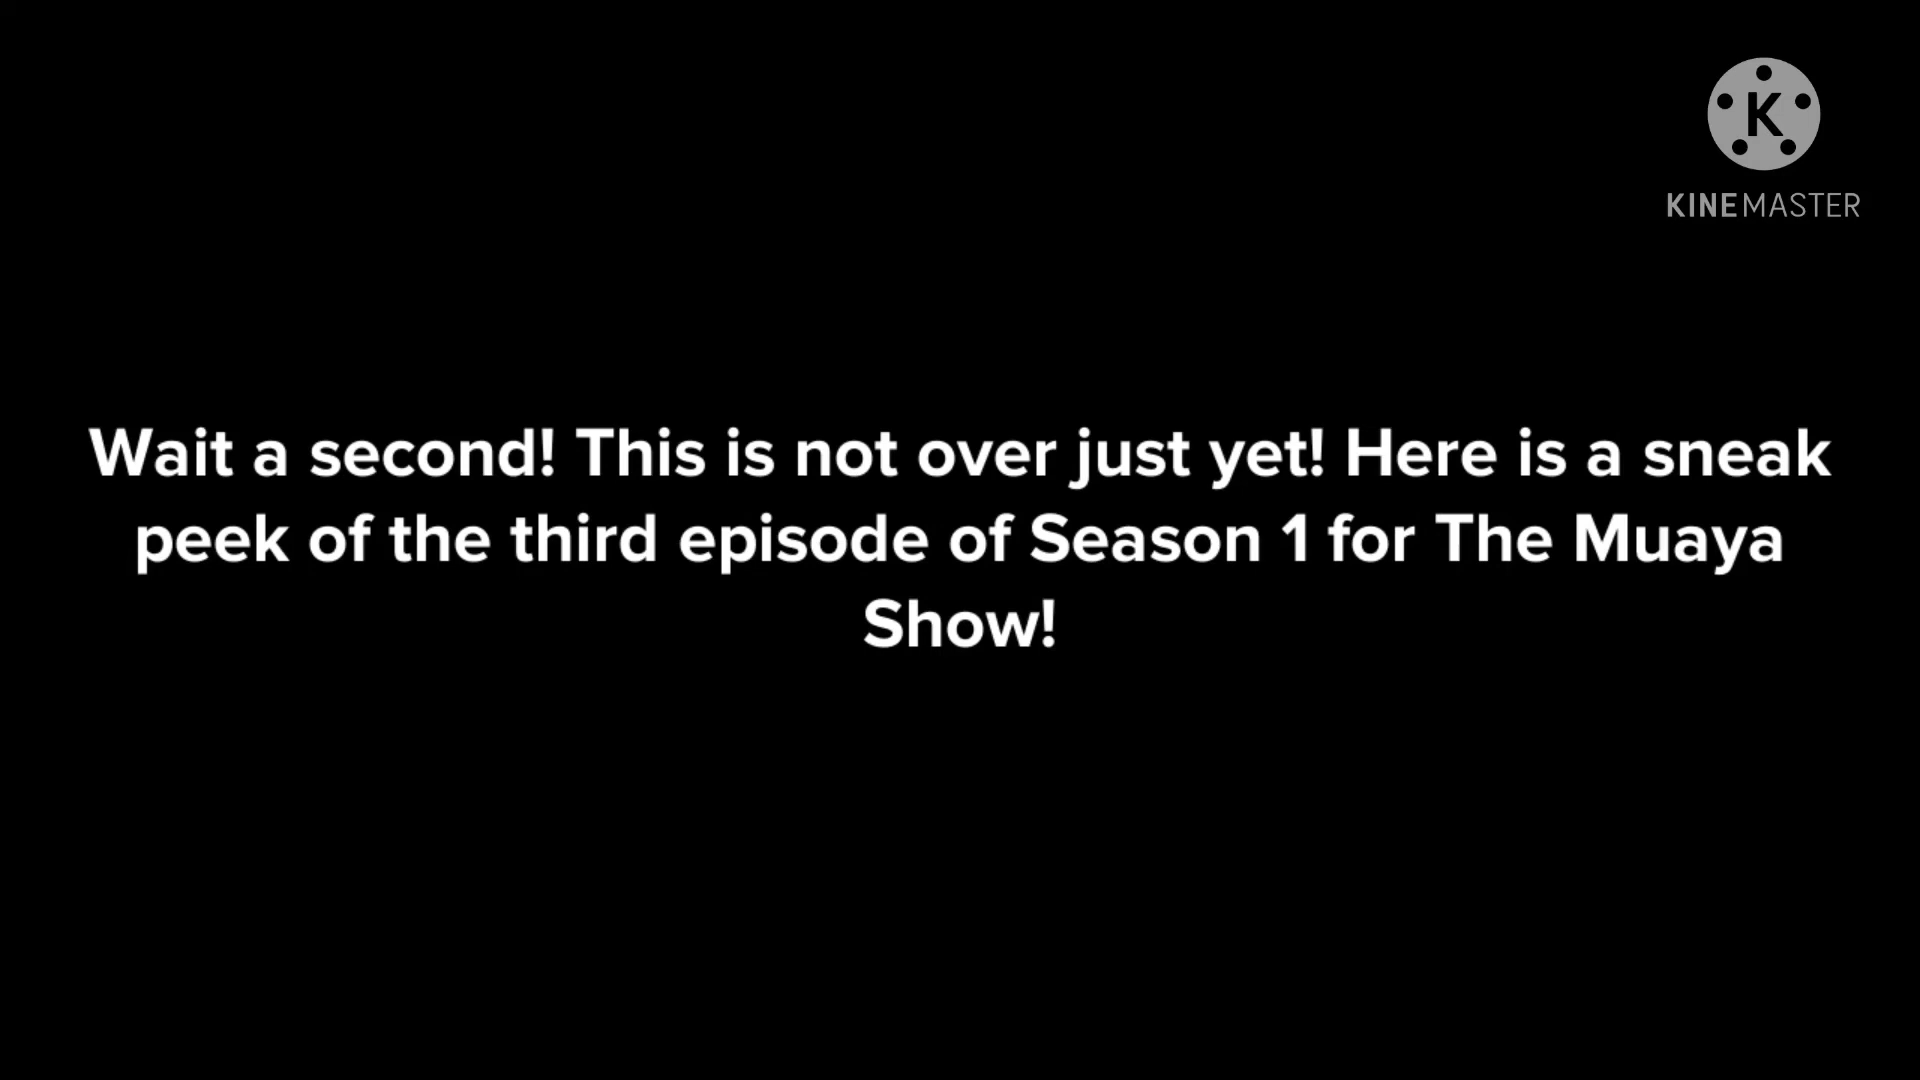 K
KINEMASTER
Wait a second! This is not over just yet! Here is a sneak
peek of the third episode of Season 1 for The Muaya
Show!